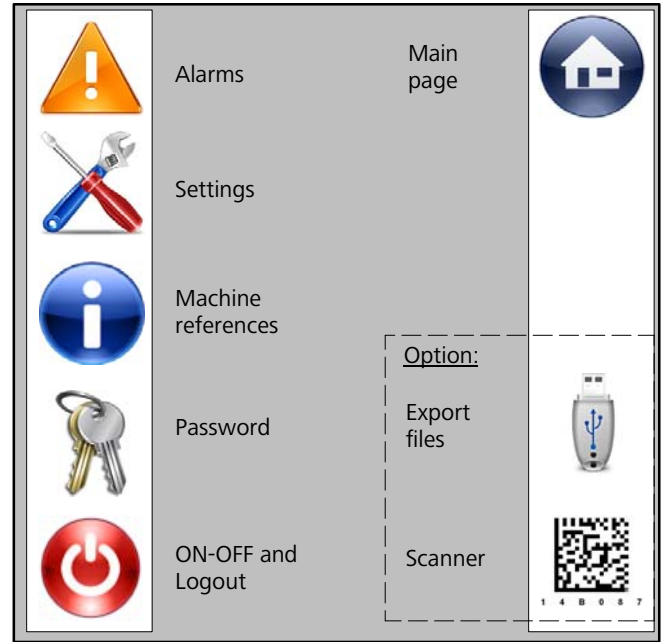 Alarms
Settings
Machine
references
Password
ON-OFF and
Logout
Main
page
Option:
Export
files
Scanner
1 4 B 0 8 7